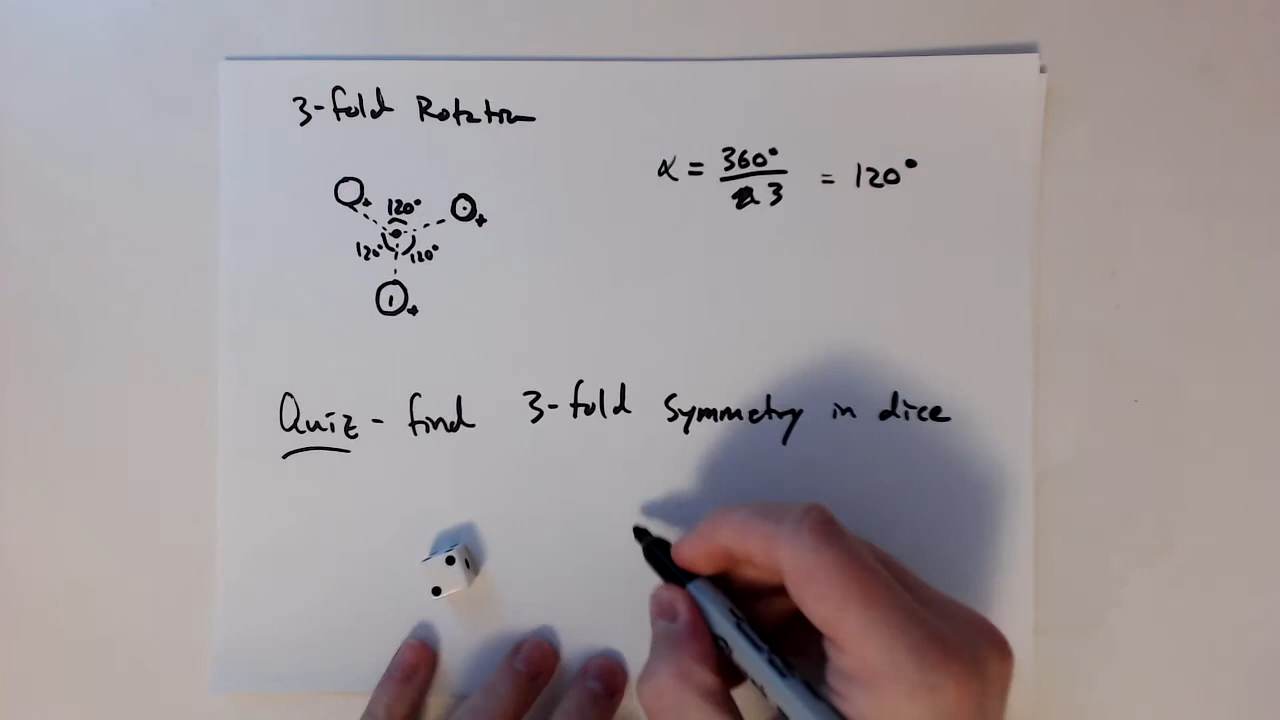 3-fold Rotation
α = 360° / 3 = 120°
120°
120° 120°
+ + +
Quiz - find 3-fold Symmetry in dice